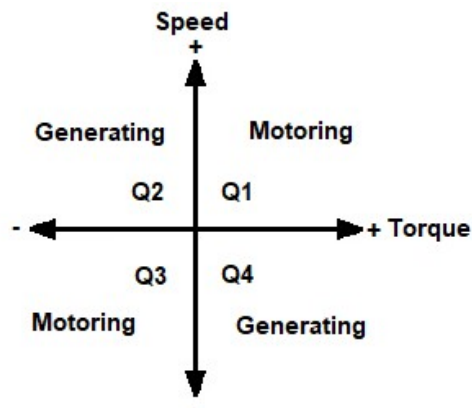 Speed
+
Generating
Motoring
Q2
Q1
-
+ Torque
Q3
Q4
Motoring
Generating